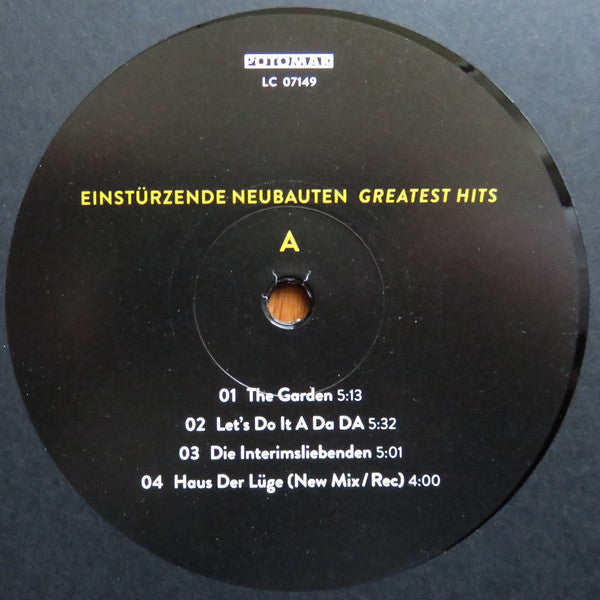 POTOMAK
LC 07149
EINSTÜRZENDE NEUBAUTEN GREATEST HITS
A
01 The Garden 5:13
02 Let's Do It A Da DA 5:32
03 Die Interimsliebenden 5:01
04 Haus Der Lüge (New Mix / Rec) 4:00